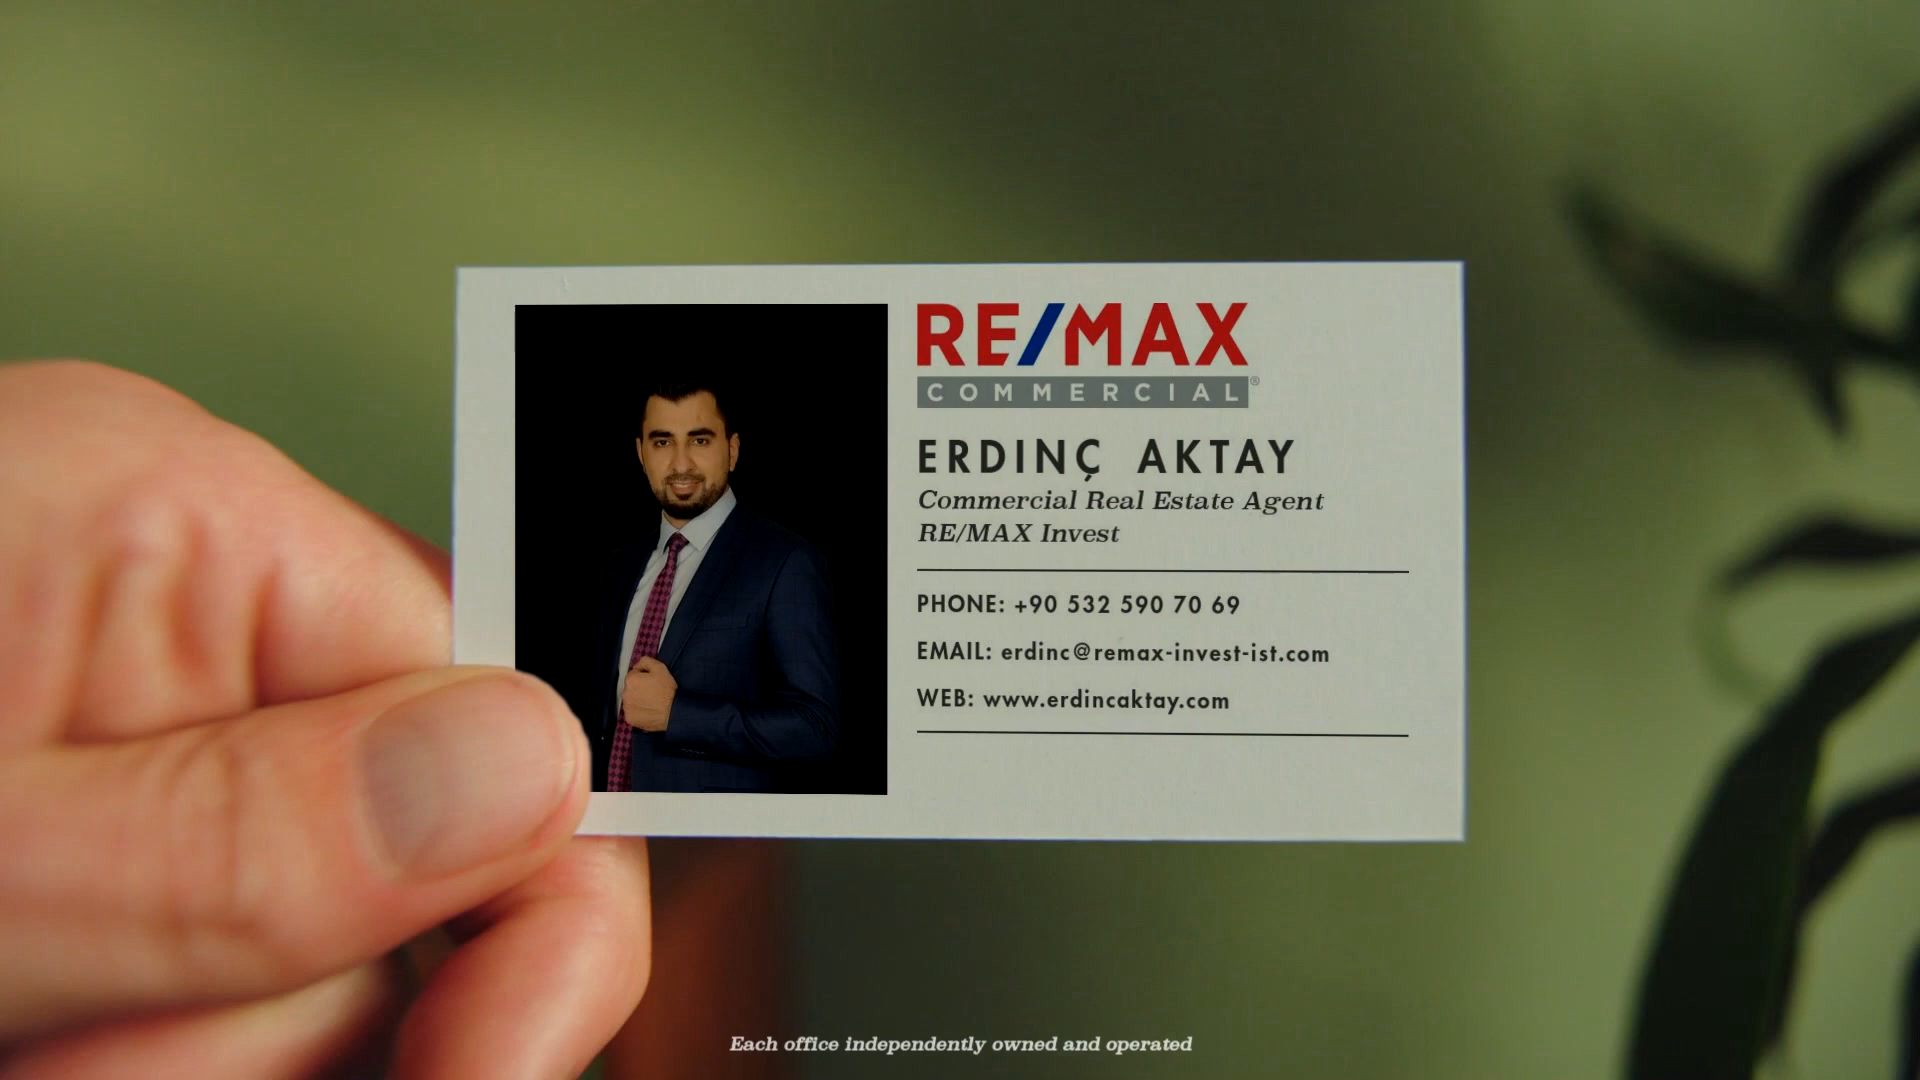 RE/MAX
COMMERCIAL®
ERDINÇ AKTAY
Commercial Real Estate Agent
RE/MAX Invest
PHONE: +90 532 590 70 69
EMAIL: erdinc@remax-invest-ist.com
WEB: www.erdincaktay.com
Each office independently owned and operated